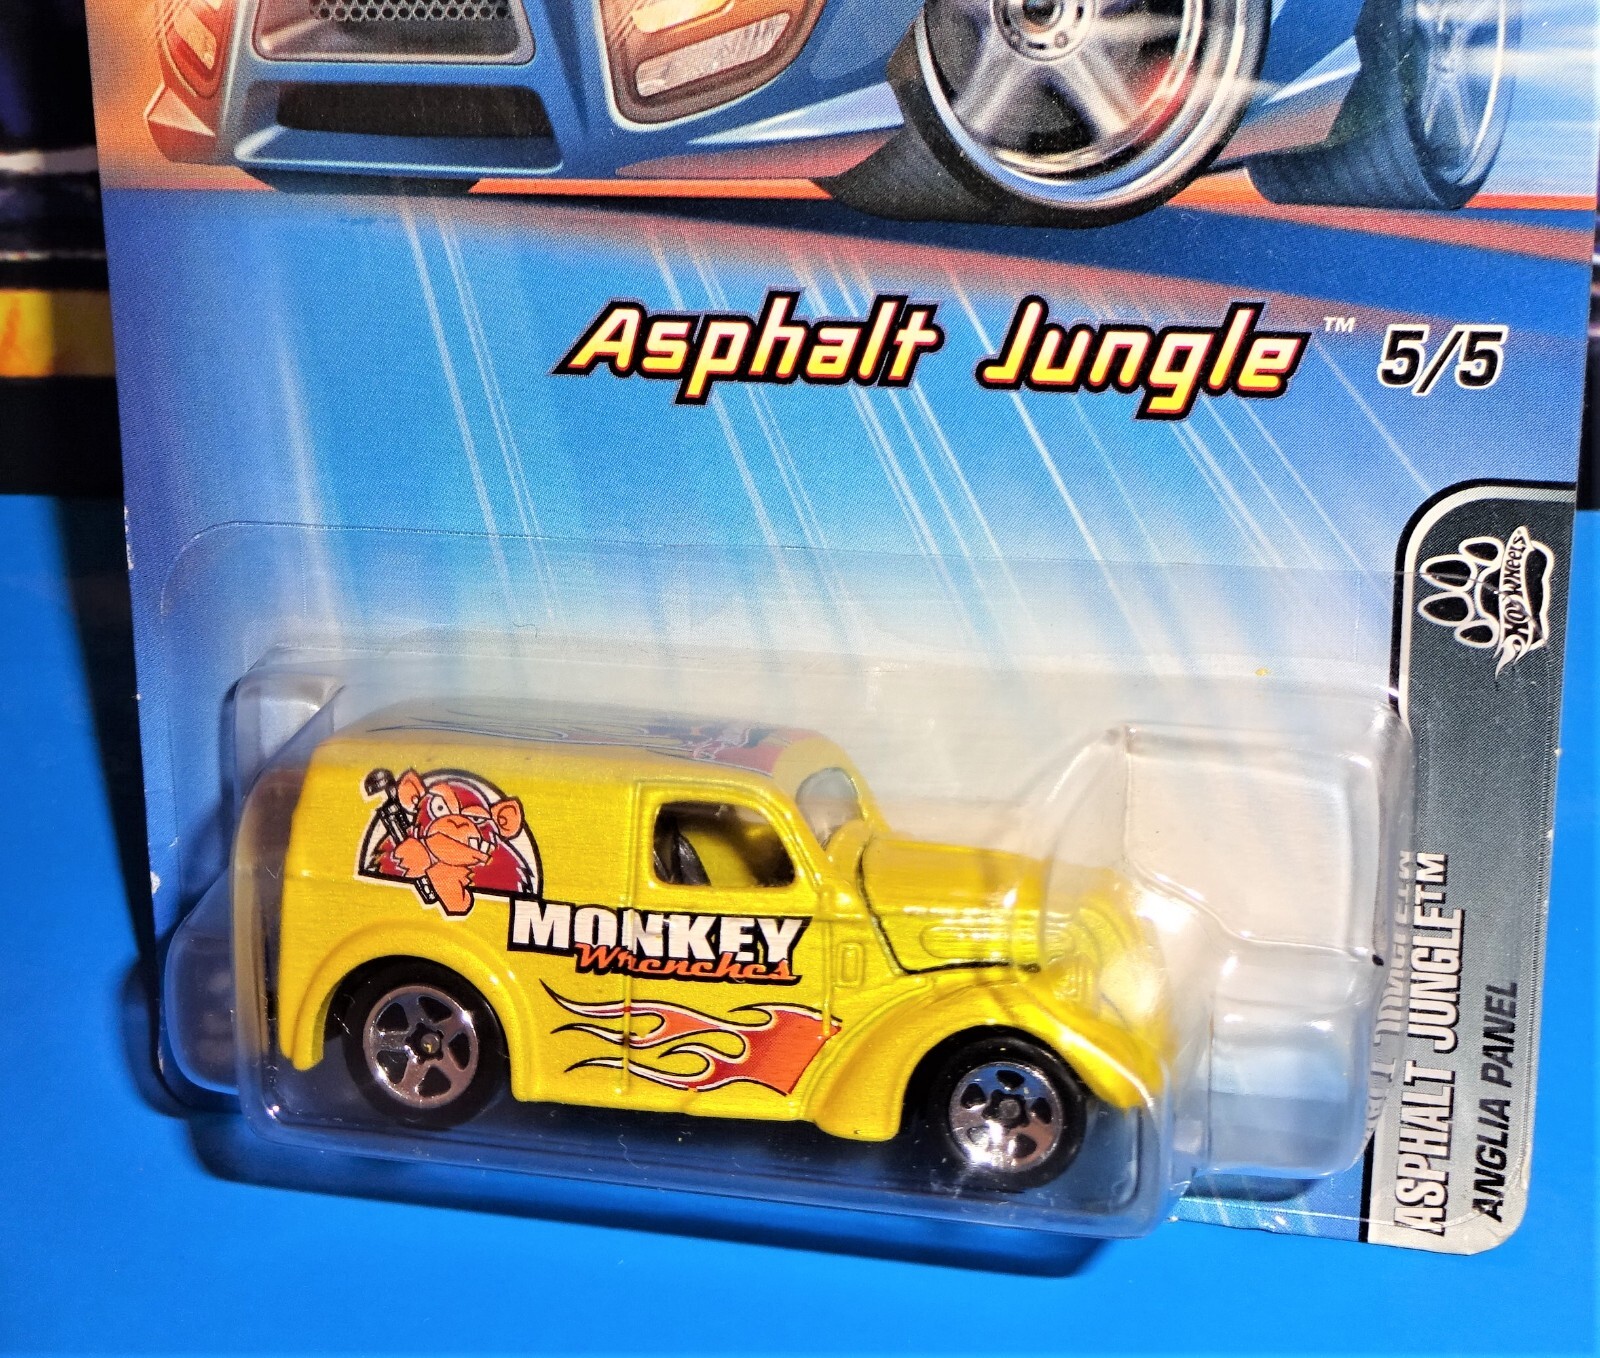 Asphalt Jungle™ 5/5
Hot Wheels
MONKEY
Wrenches
ASPHALT JUNGLE™
ANGLIA PANEL